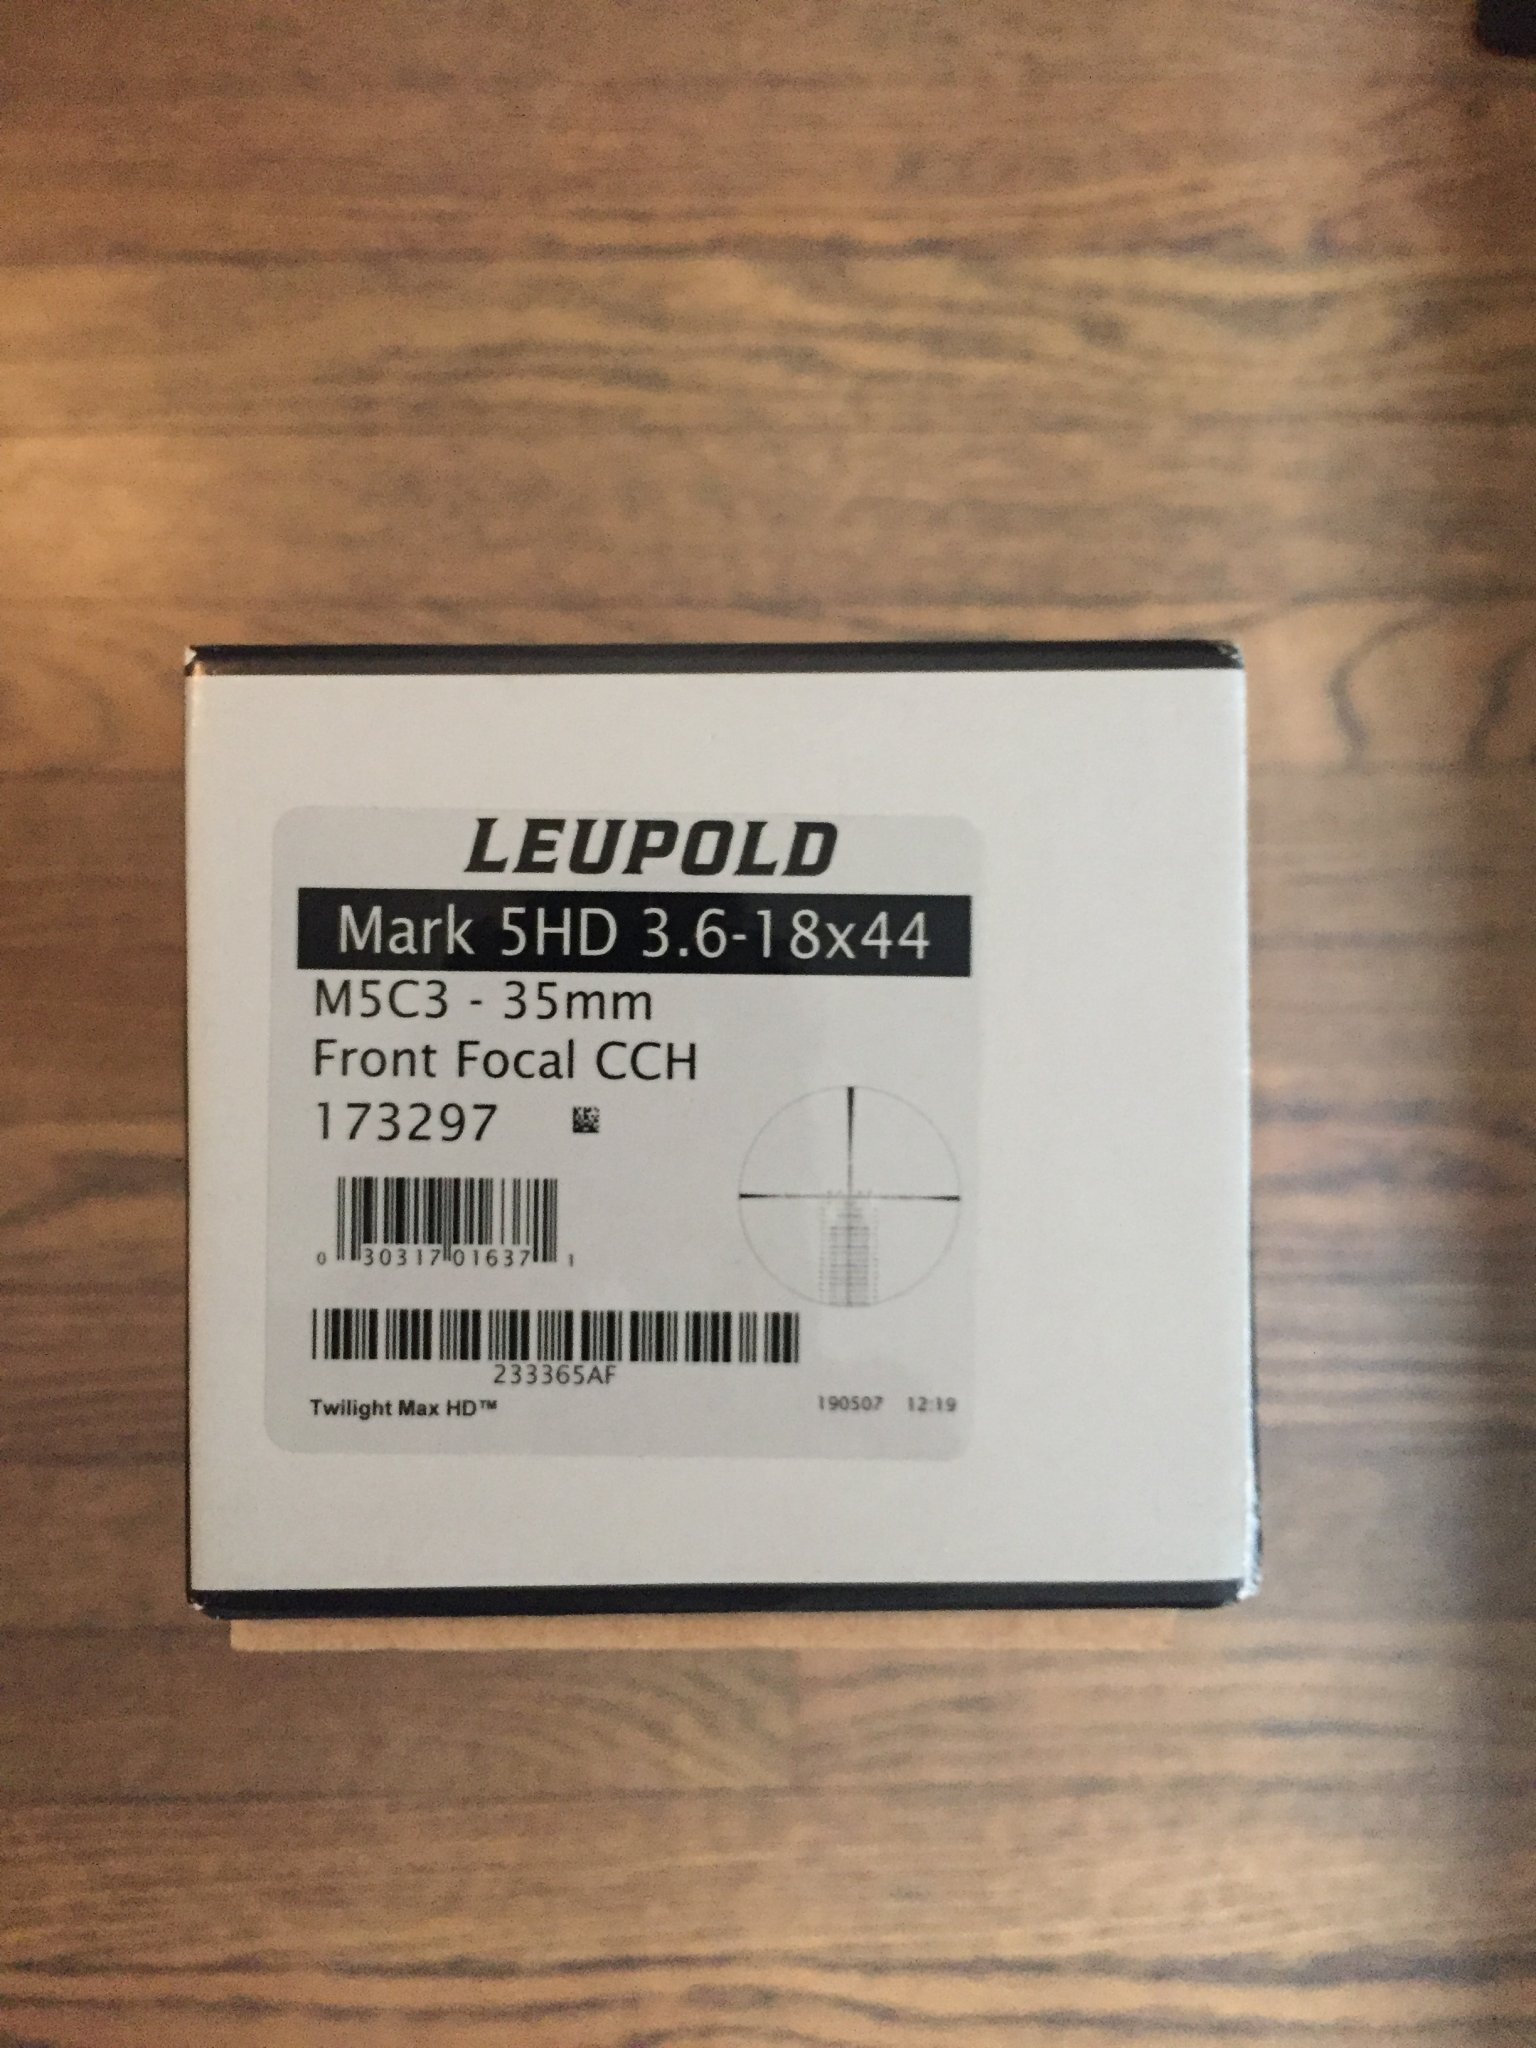 LEUPOLD
Mark 5HD 3.6-18x44
M5C3 - 35mm
Front Focal CCH
173297
0 30317 01637 1
233365AF
Twilight Max HD™ 190507 12:19